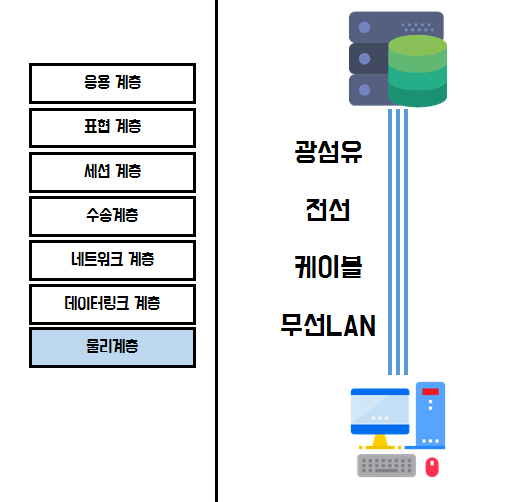 응용 계층
표현 계층
세션 계층
수송계층
네트워크 계층
데이터링크 계층
물리계층
광섬유
전선
케이블
무선LAN